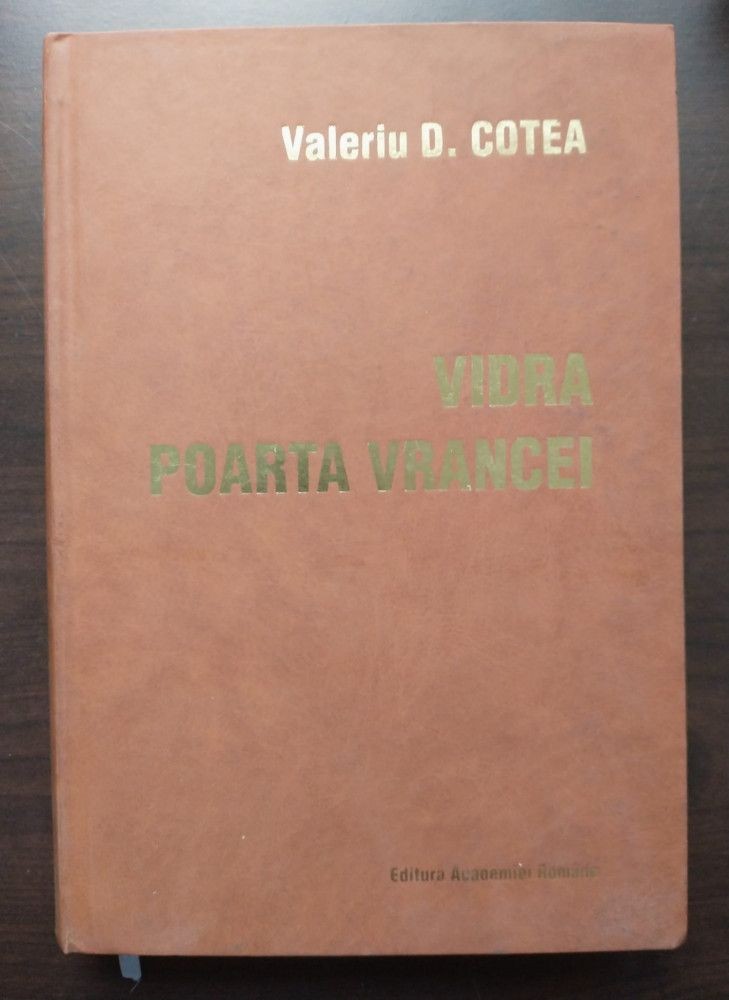 Valeriu D. COTEA
VIDRA
POARTA VRANCEI
Editura Academiei Române